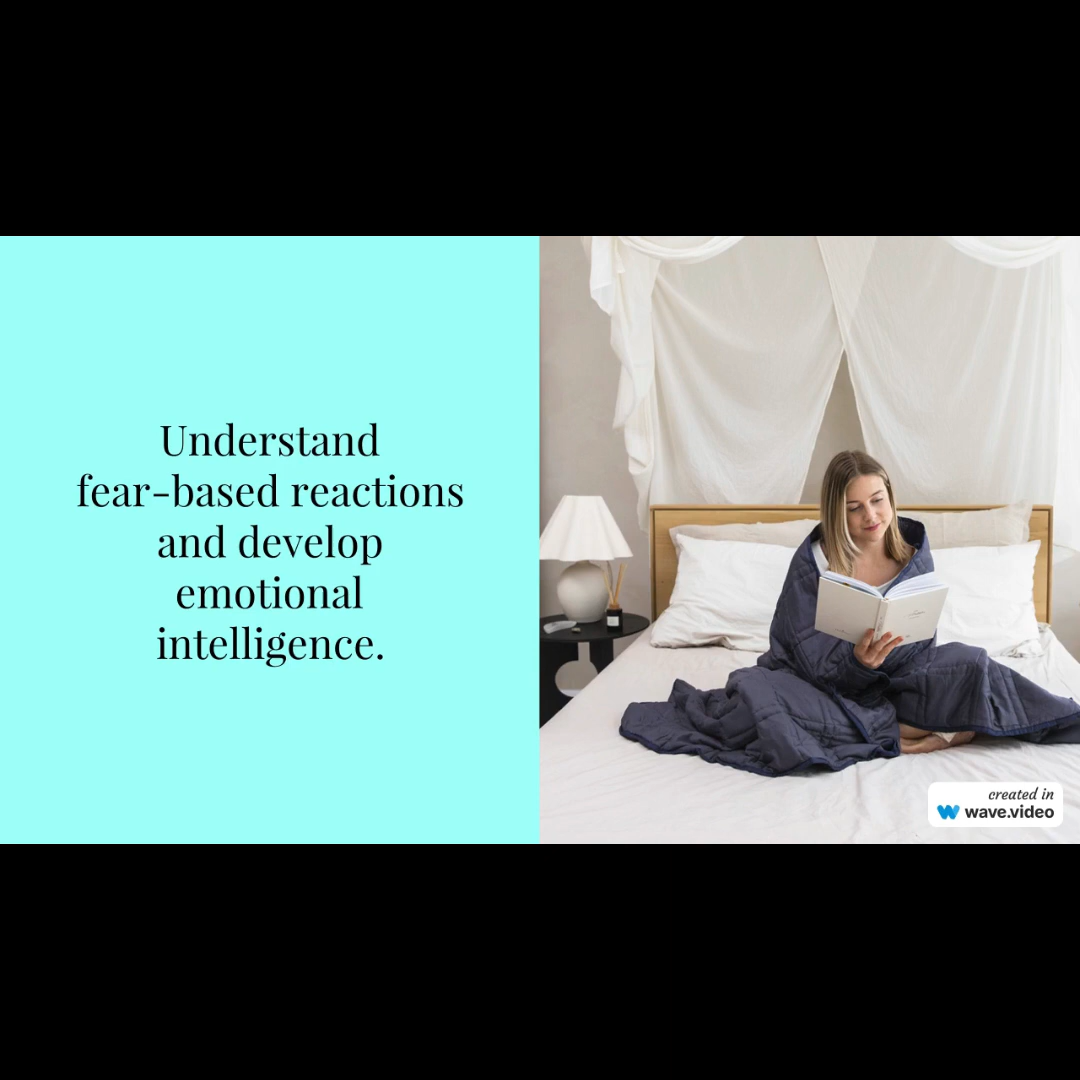 Understand
fear-based reactions
and develop
emotional
intelligence.
created in
wave.video